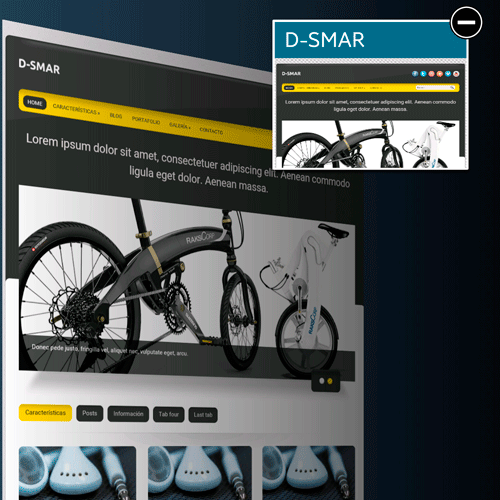 D-SMAR
D-SMAR
D-SMAR
HOME CARACTERÍSTICAS BLOG PORTAFOLIO GALERÍA CONTACTO
HOME
Lorem ipsum dolor sit amet, consectetuer adipiscing elit. Aenean commodo
ligula eget dolor. Aenean massa.
Lorem ipsum dolor sit amet, consectetuer adipiscing elit. Aenean commodo
ligula eget dolor. Aenean massa.
RAKSCORP
Donec pede justo, fringilla vel, aliquet nec, vulputate eget, arcu.
Características Posts Información Tab four Last tab